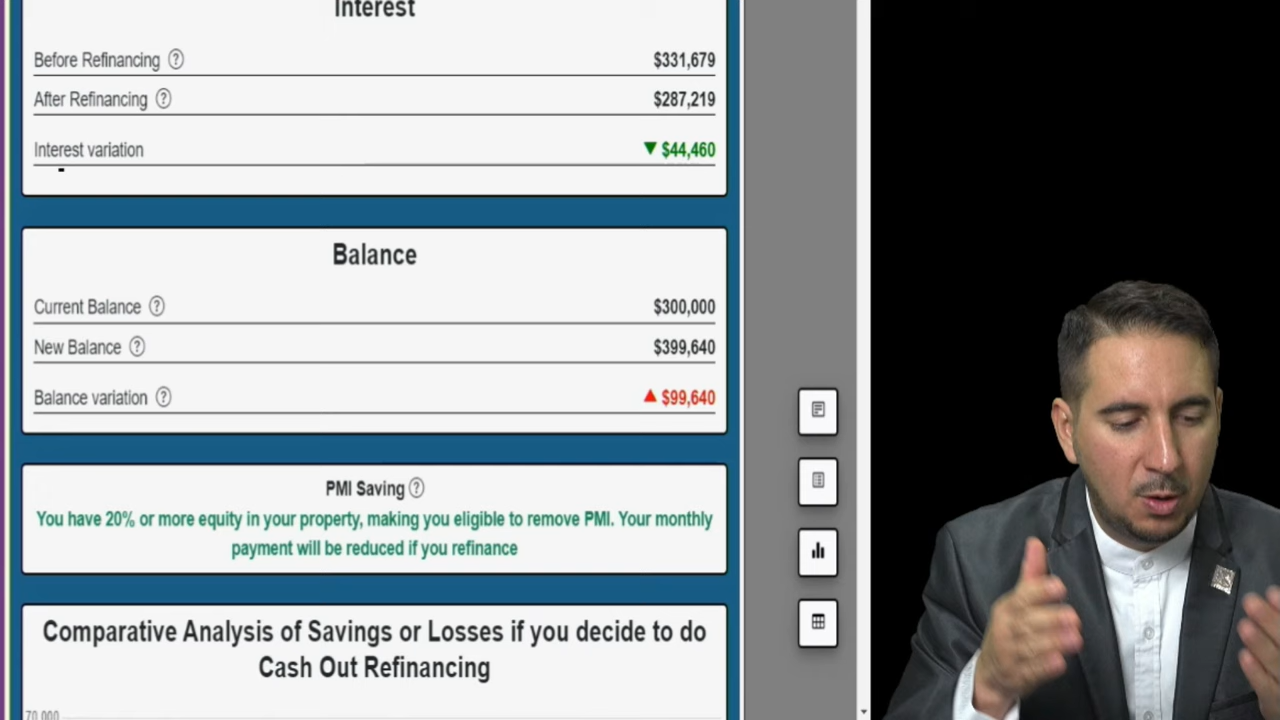 Interest
Before Refinancing ?
$331,679
After Refinancing ?
$287,219
Interest variation
▼ $44,460
Balance
Current Balance ?
$300,000
New Balance ?
$399,640
Balance variation ?
▲ $99,640
PMI Saving ?
You have 20% or more equity in your property, making you eligible to remove PMI. Your monthly
payment will be reduced if you refinance
Comparative Analysis of Savings or Losses if you decide to do
Cash Out Refinancing
70,000